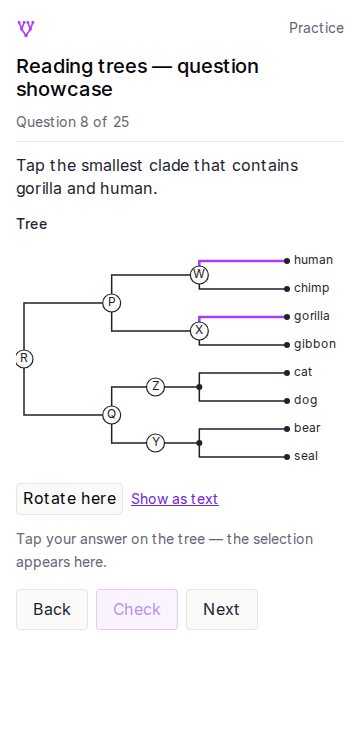 Practice
Reading trees — question
showcase
Question 8 of 25
Tap the smallest clade that contains
gorilla and human.
Tree
human
W
chimp
P
gorilla
X
gibbon
R
cat
Z
dog
Q
bear
Y
seal
Rotate here Show as text
Tap your answer on the tree — the selection
appears here.
Back Check Next